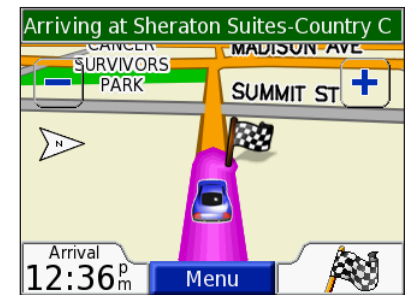 Arriving at Sheraton Suites-Country C
CANCER
SURVIVORS
PARK
MADISON AVE
SUMMIT ST
N
Arrival
12:36 pm
Menu